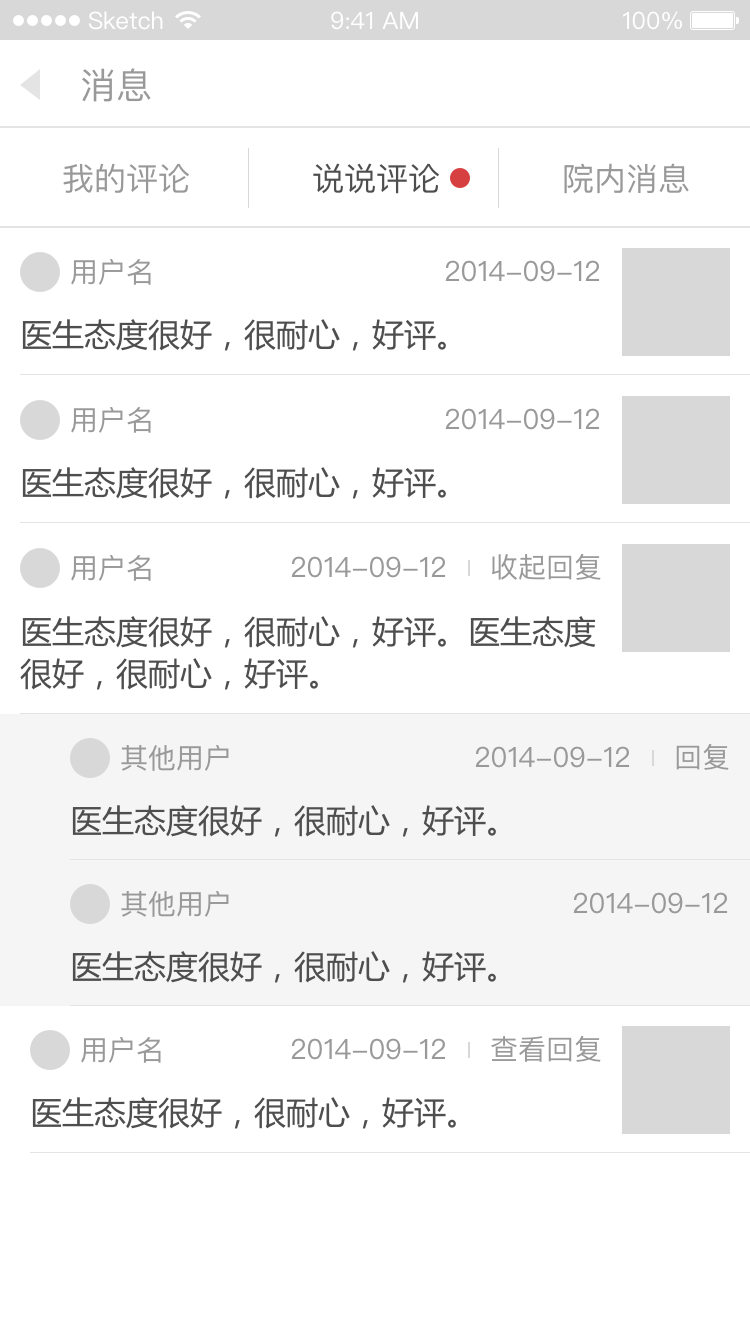 Sketch 9:41 AM 100%
消息
我的评论 说说评论 院内消息
用户名 2014-09-12
医生态度很好，很耐心，好评。
用户名 2014-09-12
医生态度很好，很耐心，好评。
用户名 2014-09-12 收起回复
医生态度很好，很耐心，好评。医生态度
很好，很耐心，好评。
其他用户 2014-09-12 回复
医生态度很好，很耐心，好评。
其他用户 2014-09-12
医生态度很好，很耐心，好评。
用户名 2014-09-12 查看回复
医生态度很好，很耐心，好评。